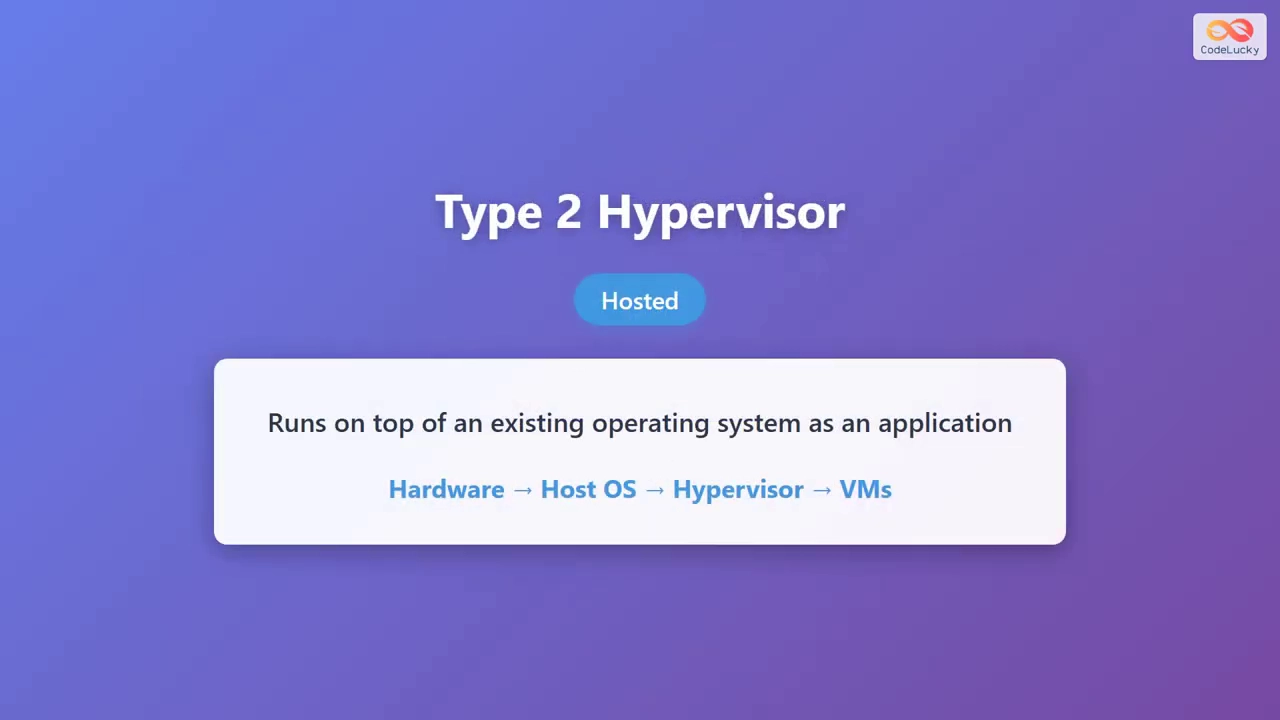 CodeLucky
Type 2 Hypervisor
Hosted
Runs on top of an existing operating system as an application
Hardware → Host OS → Hypervisor → VMs